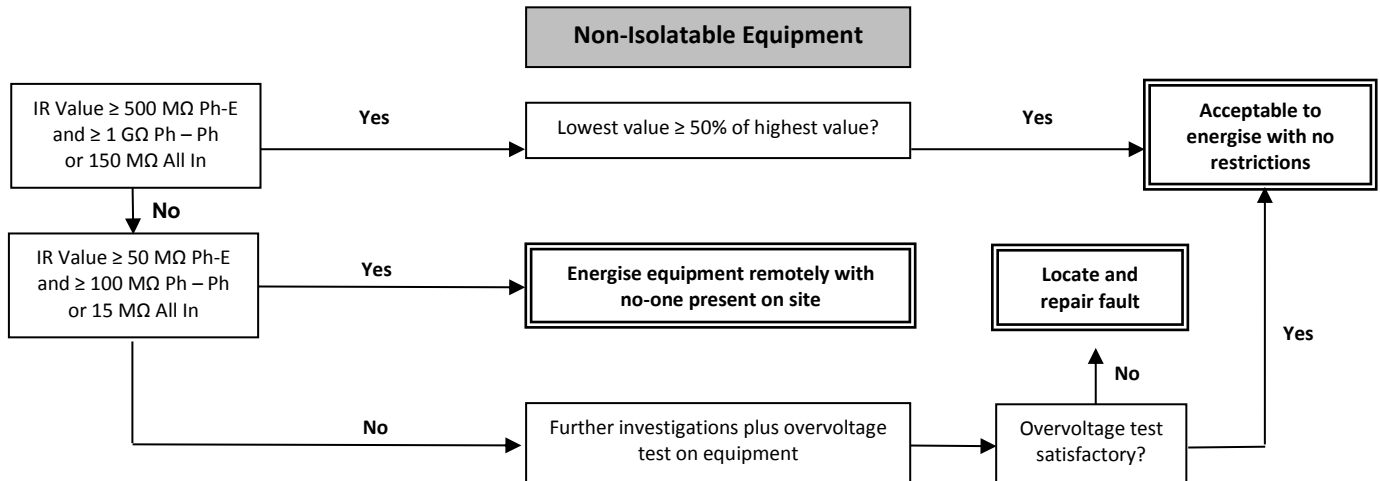 Non-Isolatable Equipment
IR Value ≥ 500 MΩ Ph-E
and ≥ 1 GΩ Ph – Ph
or 150 MΩ All In
Yes
Lowest value ≥ 50% of highest value?
Yes
Acceptable to
energise with no
restrictions
No
IR Value ≥ 50 MΩ Ph-E
and ≥ 100 MΩ Ph – Ph
or 15 MΩ All In
Yes
Energise equipment remotely with
no-one present on site
Locate and
repair fault
Yes
No
No
Further investigations plus overvoltage
test on equipment
Overvoltage test
satisfactory?